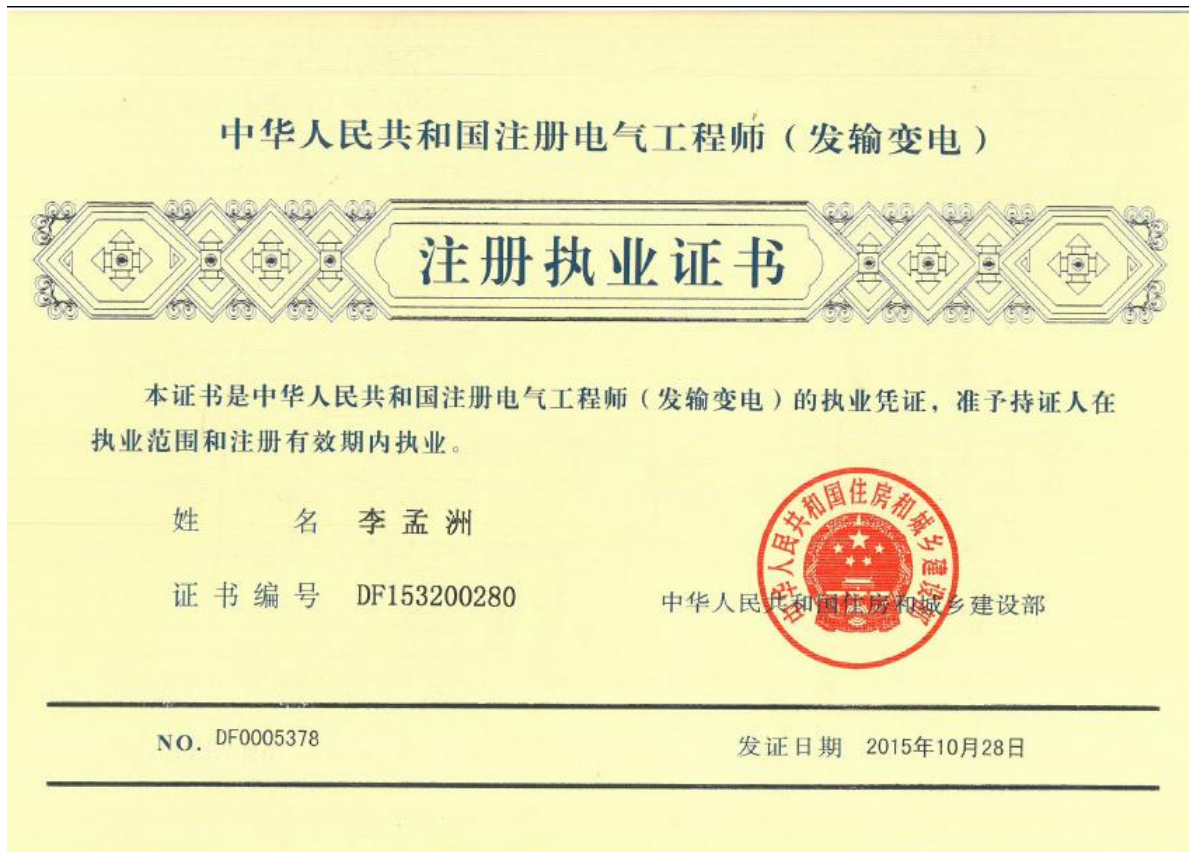 中华人民共和国注册电气工程师（发输变电）
注册执业证书
本证书是中华人民共和国注册电气工程师（发输变电）的执业凭证，准予持证人在
执业范围和注册有效期内执业。
姓 名 李孟洲
证书编号 DF153200280
中华人民共和国住房和城乡建设部
中华人民共和国住房和城乡建设部
NO. DF0005378
发证日期 2015年10月28日